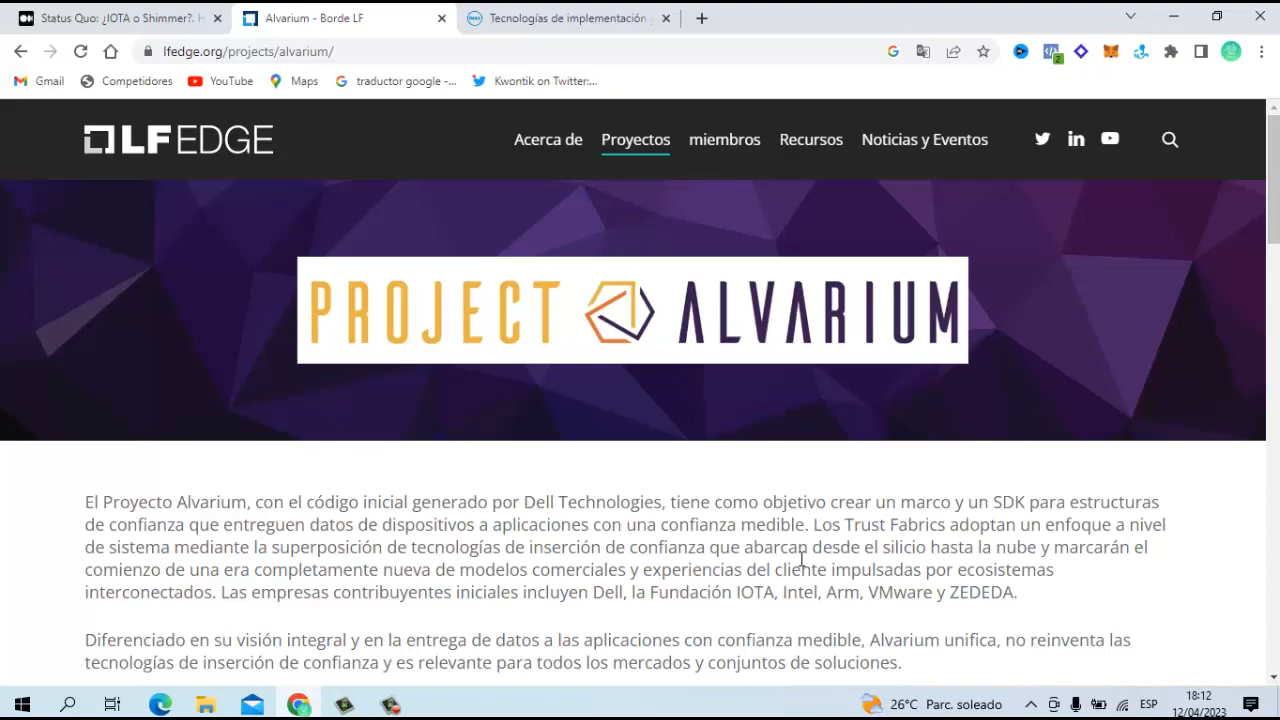 Status Quo: ¿IOTA o Shimmer?. H
Alvarium - Borde LF
Tecnologías de implementación y
lfedge.org/projects/alvarium/
2
Gmail
Competidores
YouTube
Maps
traductor google -...
Kwontik on Twitter:...
LF EDGE
Acerca de
Proyectos
miembros
Recursos
Noticias y Eventos
PROJECT ALVARIUM
El Proyecto Alvarium, con el código inicial generado por Dell Technologies, tiene como objetivo crear un marco y un SDK para estructuras
de confianza que entreguen datos de dispositivos a aplicaciones con una confianza medible. Los Trust Fabrics adoptan un enfoque a nivel
de sistema mediante la superposición de tecnologías de inserción de confianza que abarcan desde el silicio hasta la nube y marcarán el
comienzo de una era completamente nueva de modelos comerciales y experiencias del cliente impulsadas por ecosistemas
interconectados. Las empresas contribuyentes iniciales incluyen Dell, la Fundación IOTA, Intel, Arm, VMware y ZEDEDA.
Diferenciado en su visión integral y en la entrega de datos a las aplicaciones con confianza medible, Alvarium unifica, no reinventa las
tecnologías de inserción de confianza y es relevante para todos los mercados y conjuntos de soluciones.
26°C Parc. soleado
ESP
18:12
12/04/2023